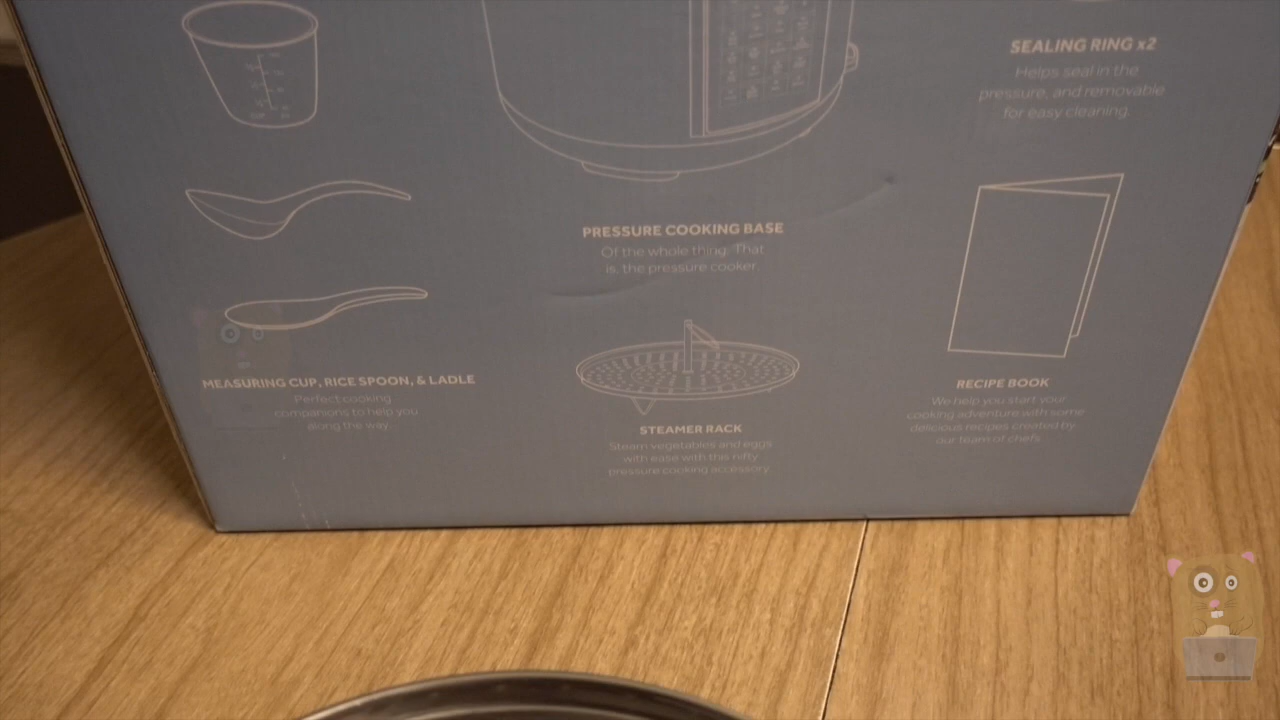 SEALING RING x2
Helps seal in the
pressure, and removable
for easy cleaning.
PRESSURE COOKING BASE
Of the whole thing. That
is, the pressure cooker.
MEASURING CUP, RICE SPOON, & LADLE
Perfect cooking
companions to help you
along the way.
STEAMER RACK
Steam vegetables and eggs
with ease with this nifty
pressure cooking accessory.
RECIPE BOOK
We help you start your
cooking adventure with some
delicious recipes created by
our team of chefs.